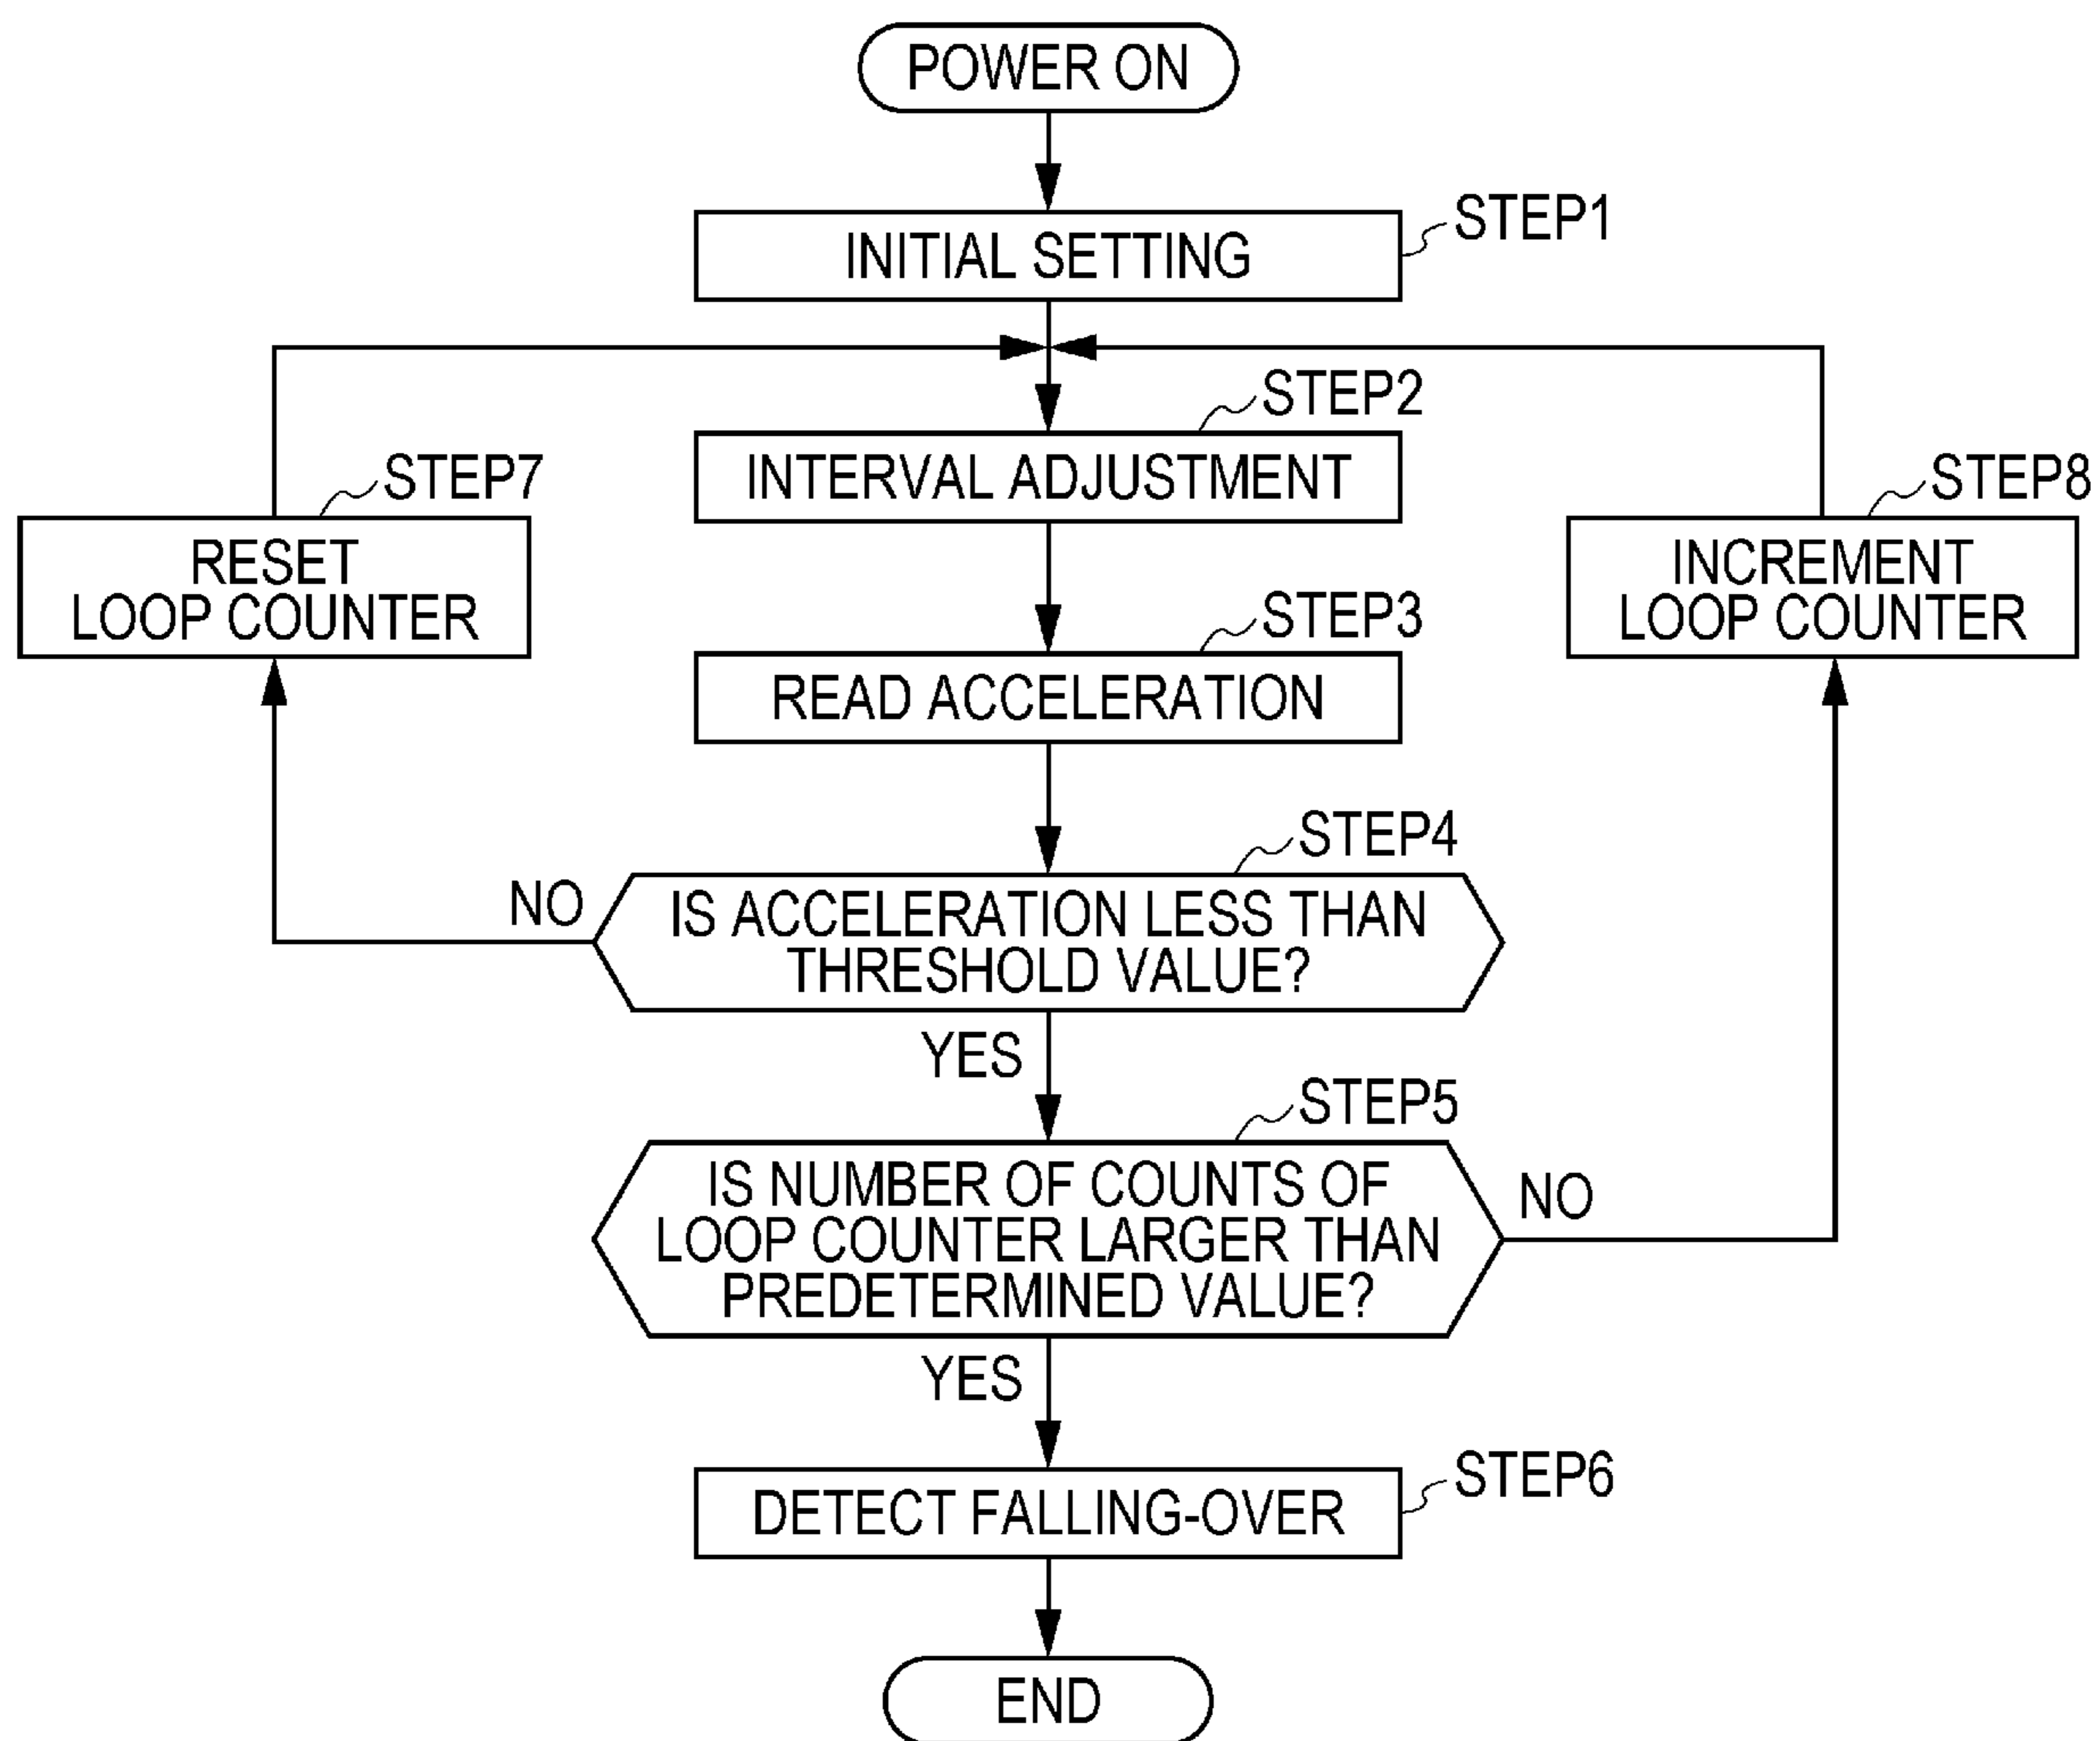 POWER ON
STEP1
INITIAL SETTING
STEP2
INTERVAL ADJUSTMENT
STEP7
RESET
LOOP COUNTER
STEP8
INCREMENT
LOOP COUNTER
STEP3
READ ACCELERATION
STEP4
NO
IS ACCELERATION LESS THAN
THRESHOLD VALUE?
YES
STEP5
IS NUMBER OF COUNTS OF
LOOP COUNTER LARGER THAN
PREDETERMINED VALUE?
NO
YES
STEP6
DETECT FALLING-OVER
END